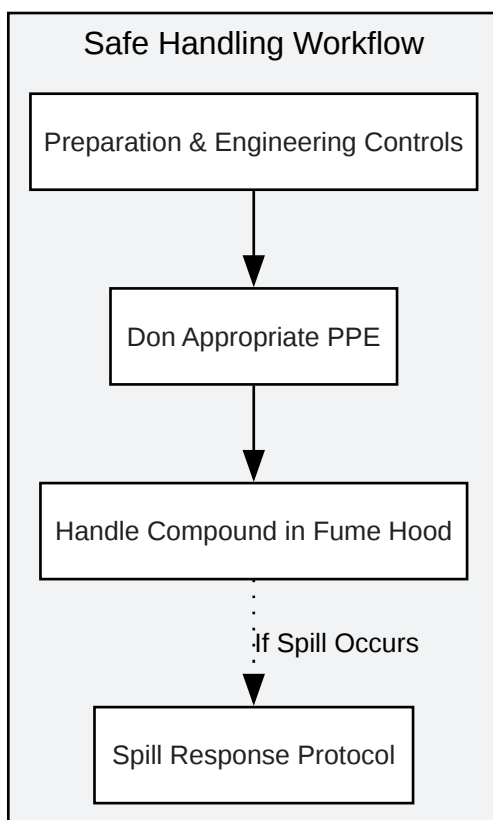 Safe Handling Workflow
Preparation & Engineering Controls
Don Appropriate PPE
Handle Compound in Fume Hood
If Spill Occurs
Spill Response Protocol